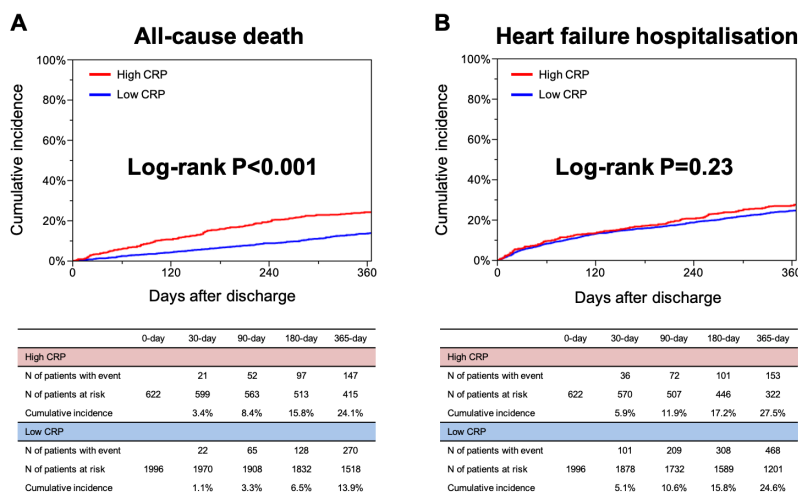 A
All-cause death
100%
80%
60%
40%
20%
0%
Cumulative incidence
High CRP
Low CRP
Log-rank P<0.001
0
120
240
360
Days after discharge
0-day 30-day 90-day 180-day 365-day
High CRP
N of patients with event 21 52 97 147
N of patients at risk 622 599 563 513 415
Cumulative incidence 3.4% 8.4% 15.8% 24.1%
Low CRP
N of patients with event 22 65 128 270
N of patients at risk 1996 1970 1908 1832 1518
Cumulative incidence 1.1% 3.3% 6.5% 13.9%
B
Heart failure hospitalisation
100%
80%
60%
40%
20%
0%
Cumulative incidence
High CRP
Low CRP
Log-rank P=0.23
0
120
240
360
Days after discharge
0-day 30-day 90-day 180-day 365-day
High CRP
N of patients with event 36 72 101 153
N of patients at risk 622 570 507 446 322
Cumulative incidence 5.9% 11.9% 17.2% 27.5%
Low CRP
N of patients with event 101 209 308 468
N of patients at risk 1996 1878 1732 1589 1201
Cumulative incidence 5.1% 10.6% 15.8% 24.6%